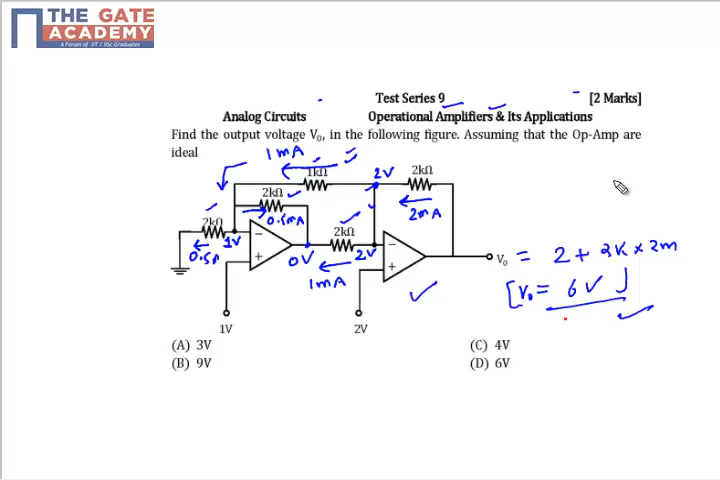 THE GATE
ACADEMY
A Forum of IIT / IISc Graduates
Test Series 9 [2 Marks]
Analog Circuits Operational Amplifiers & Its Applications
Find the output voltage V₀, in the following figure. Assuming that the Op-Amp are
ideal
1mA
1kΩ
2V
2kΩ
2kΩ
0.5mA
2mA
2kΩ
1V
2kΩ
0.5
0V
2V
1mA
−
+
−
+
V₀ = 2 + 2K × 2m
[V₀ = 6V]
1V
2V
(A) 3V
(C) 4V
(B) 9V
(D) 6V